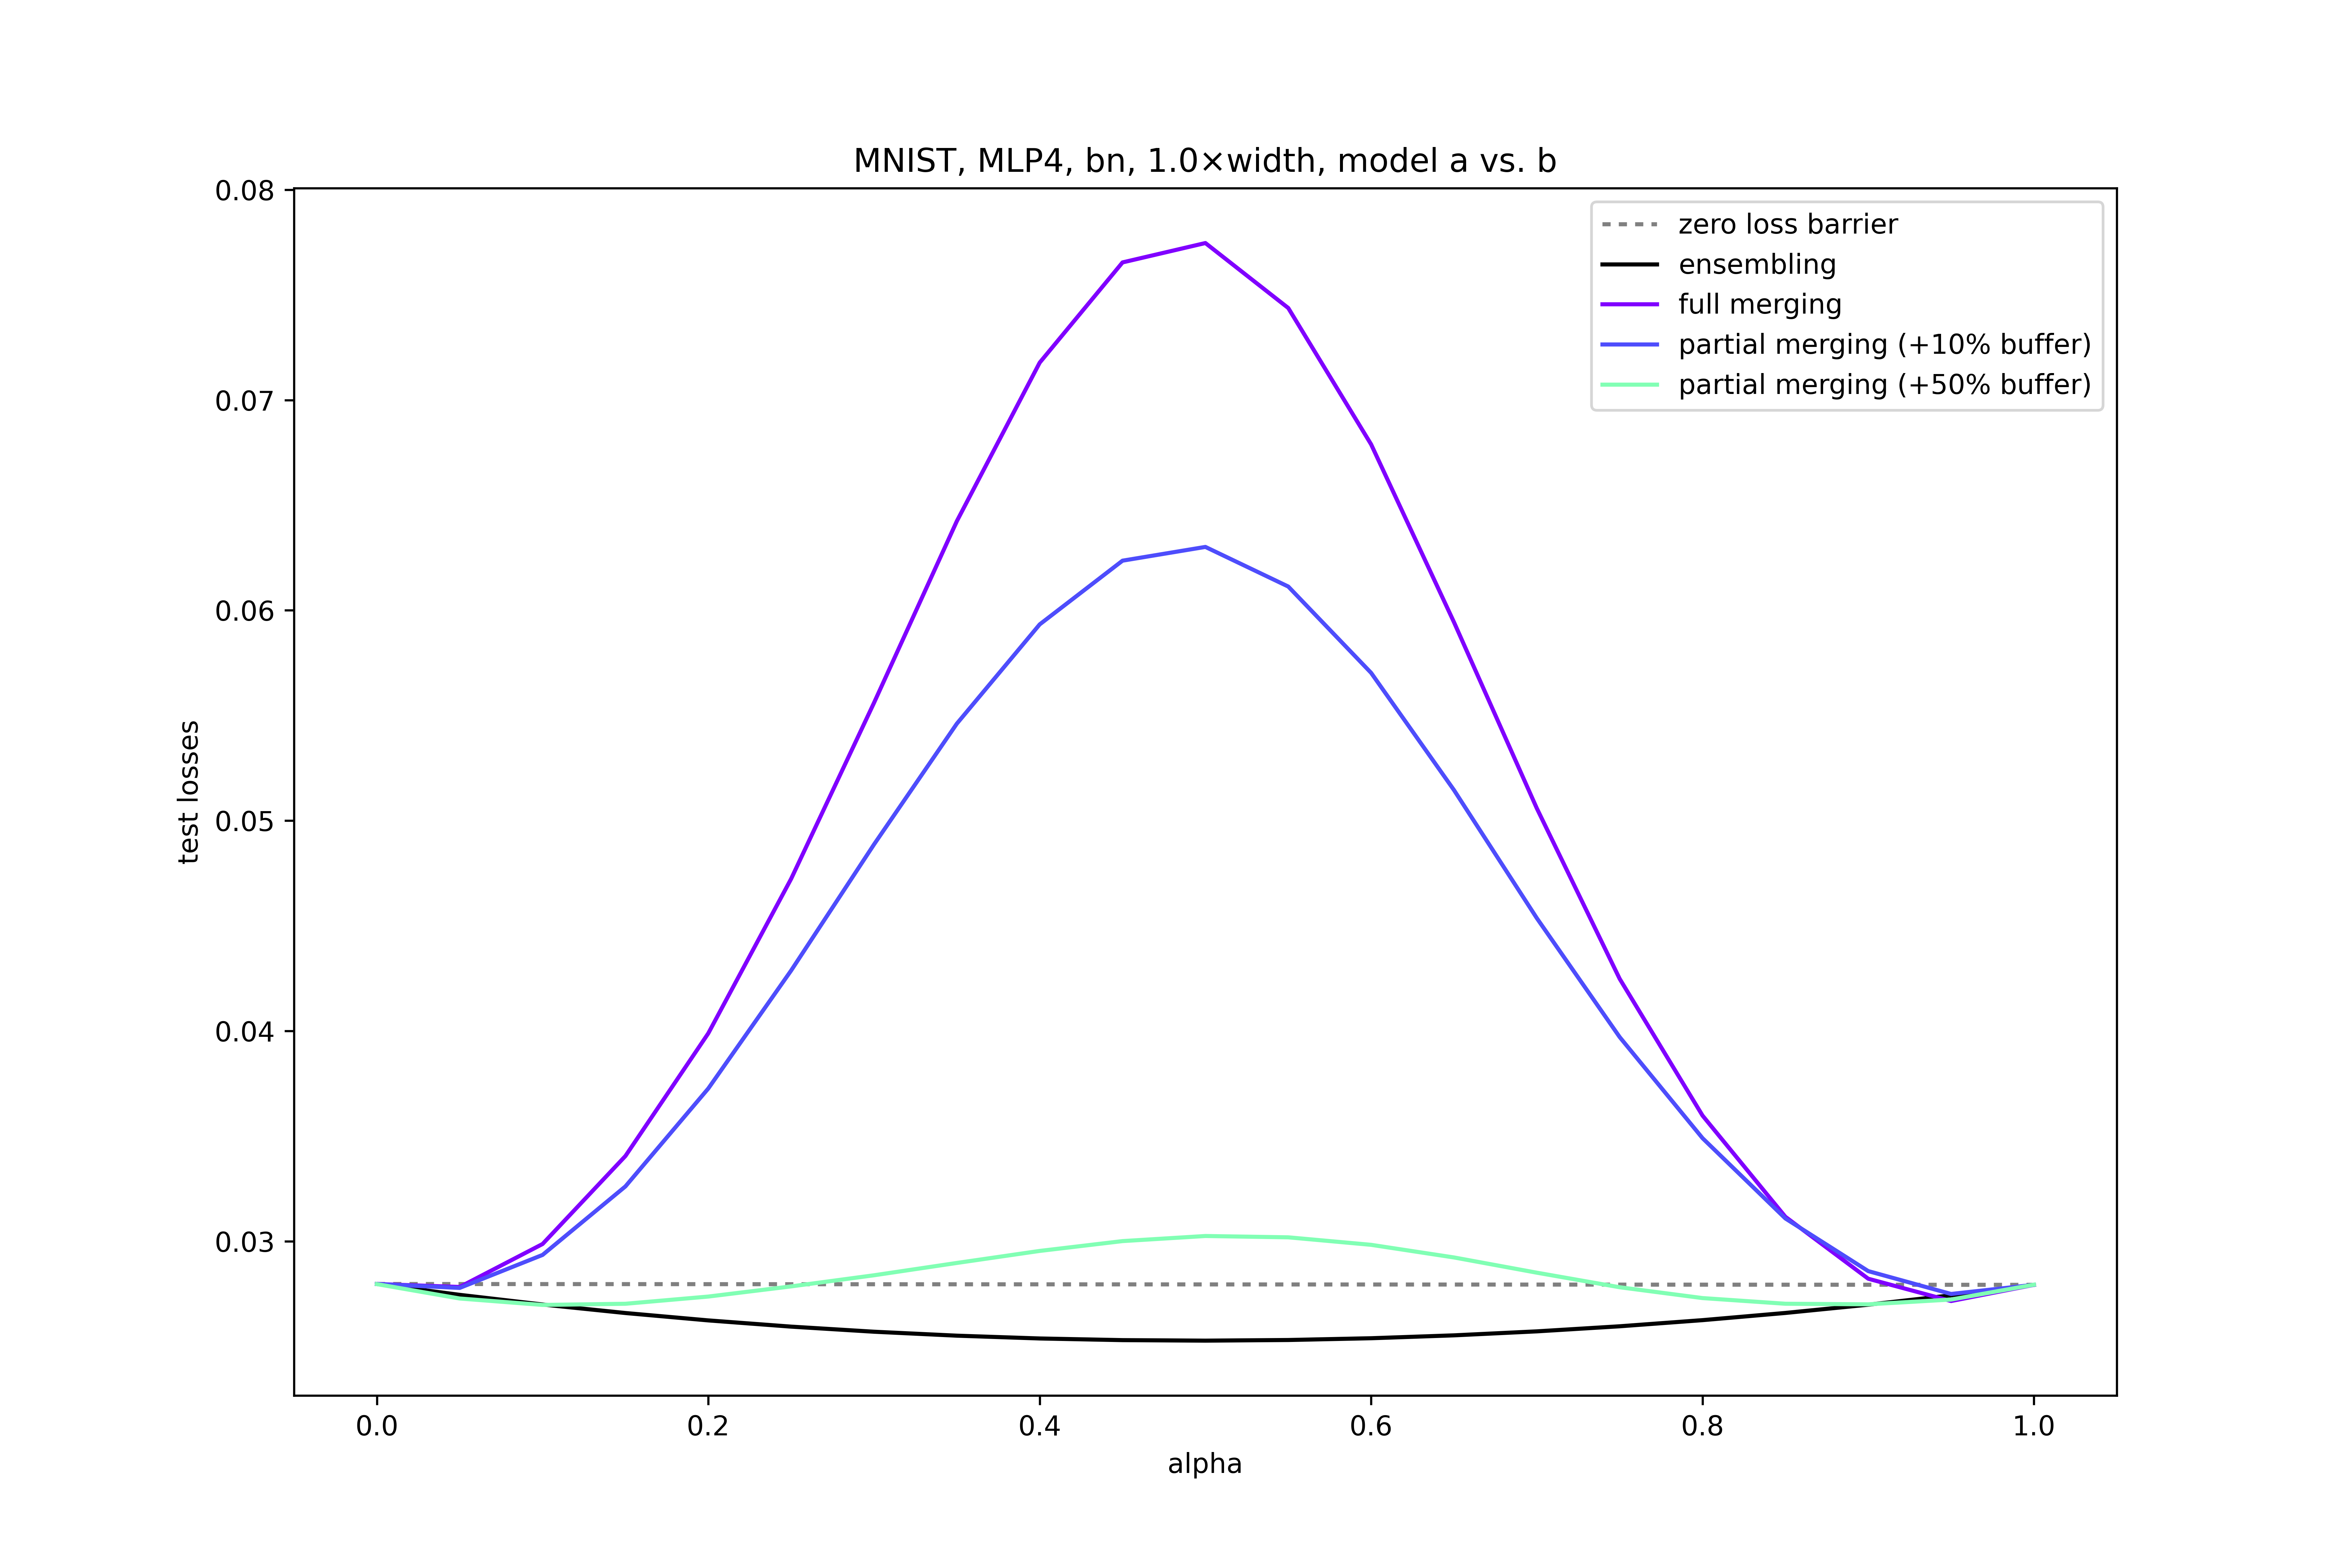 MNIST, MLP4, bn, 1.0×width, model a vs. b
zero loss barrier
ensembling
full merging
partial merging (+10% buffer)
partial merging (+50% buffer)
test losses
0.08
0.07
0.06
0.05
0.04
0.03
0.0 0.2 0.4 0.6 0.8 1.0
alpha